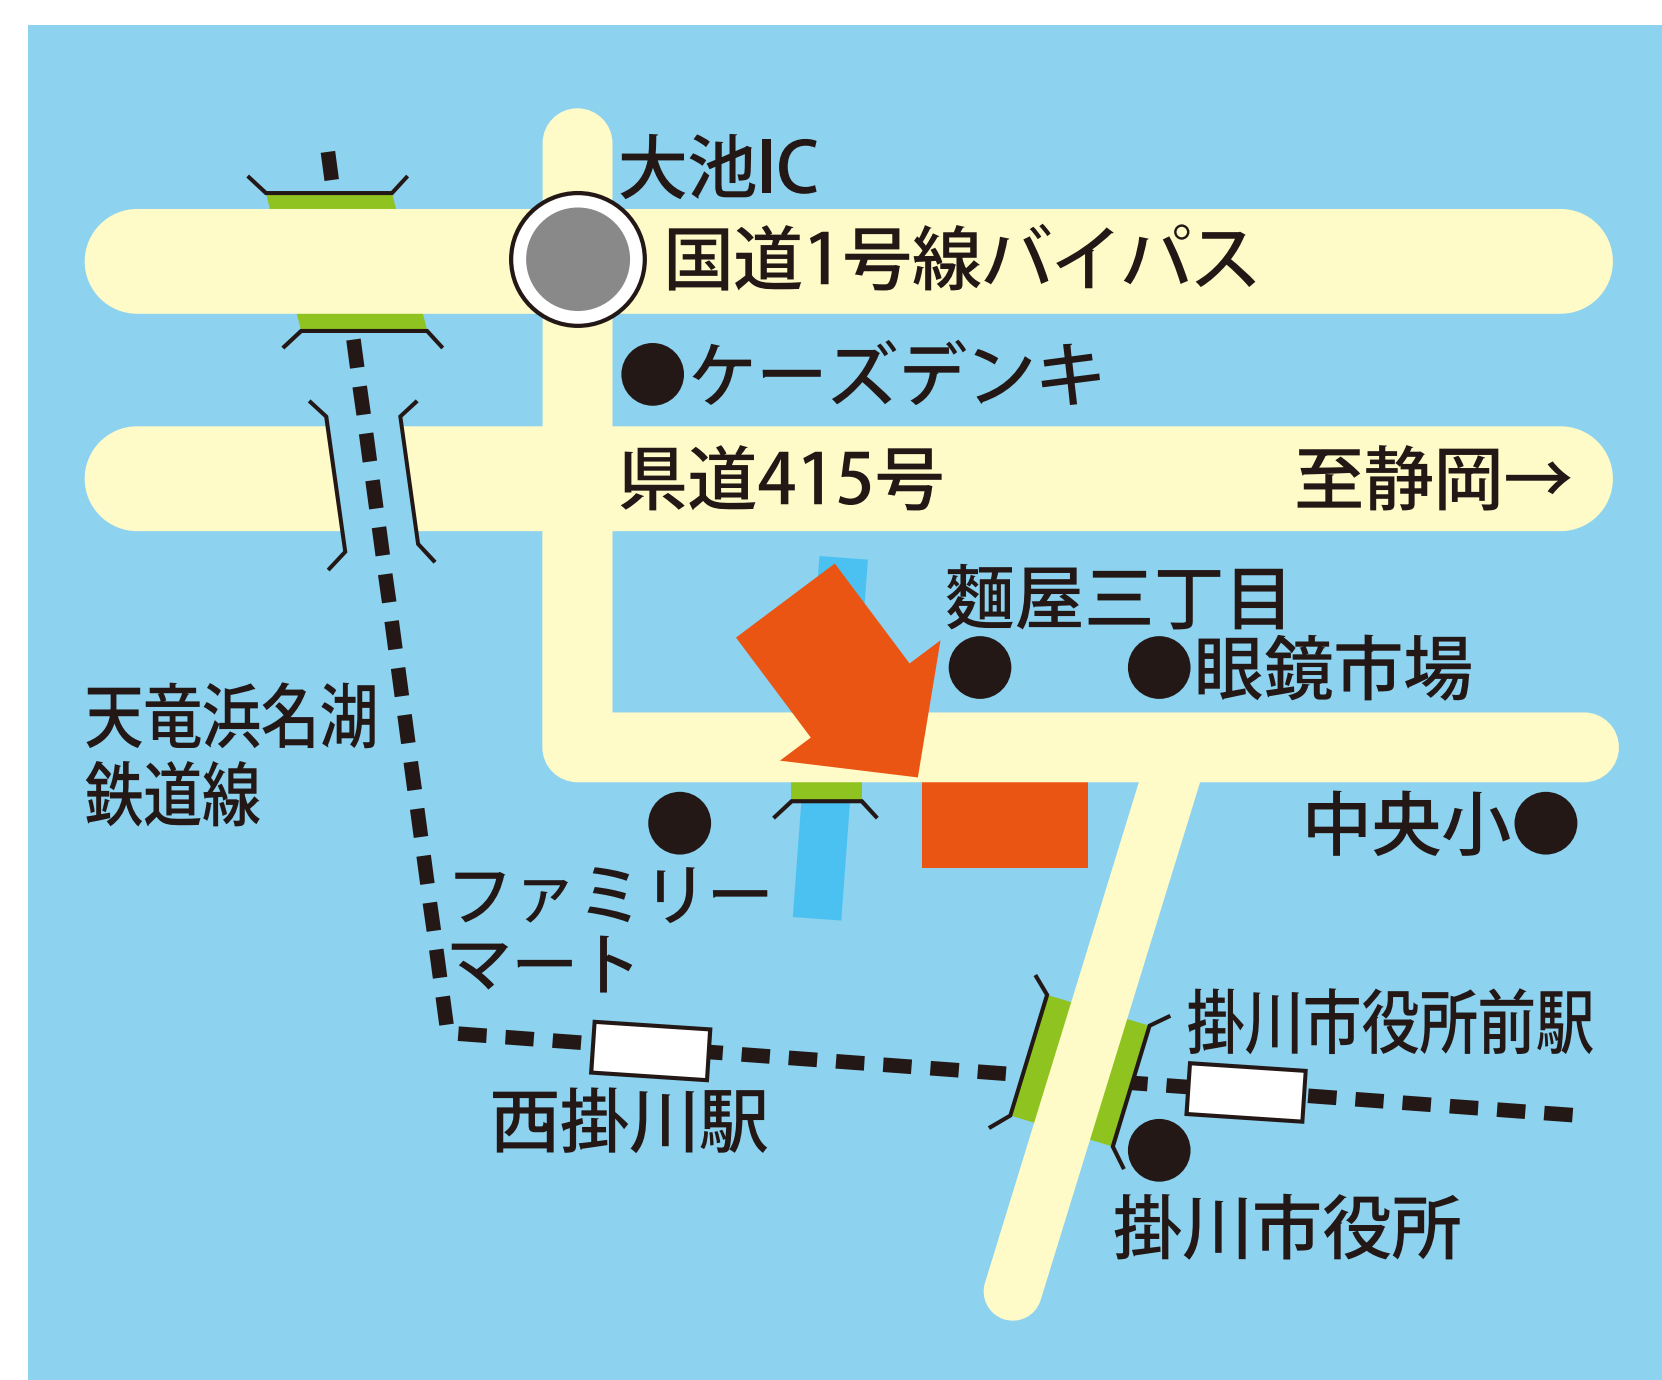 大池IC
国道1号線バイパス
ケーズデンキ
県道415号
至静岡→
麵屋三丁目
眼鏡市場
天竜浜名湖
鉄道線
中央小
ファミリー
マート
掛川市役所前駅
西掛川駅
掛川市役所